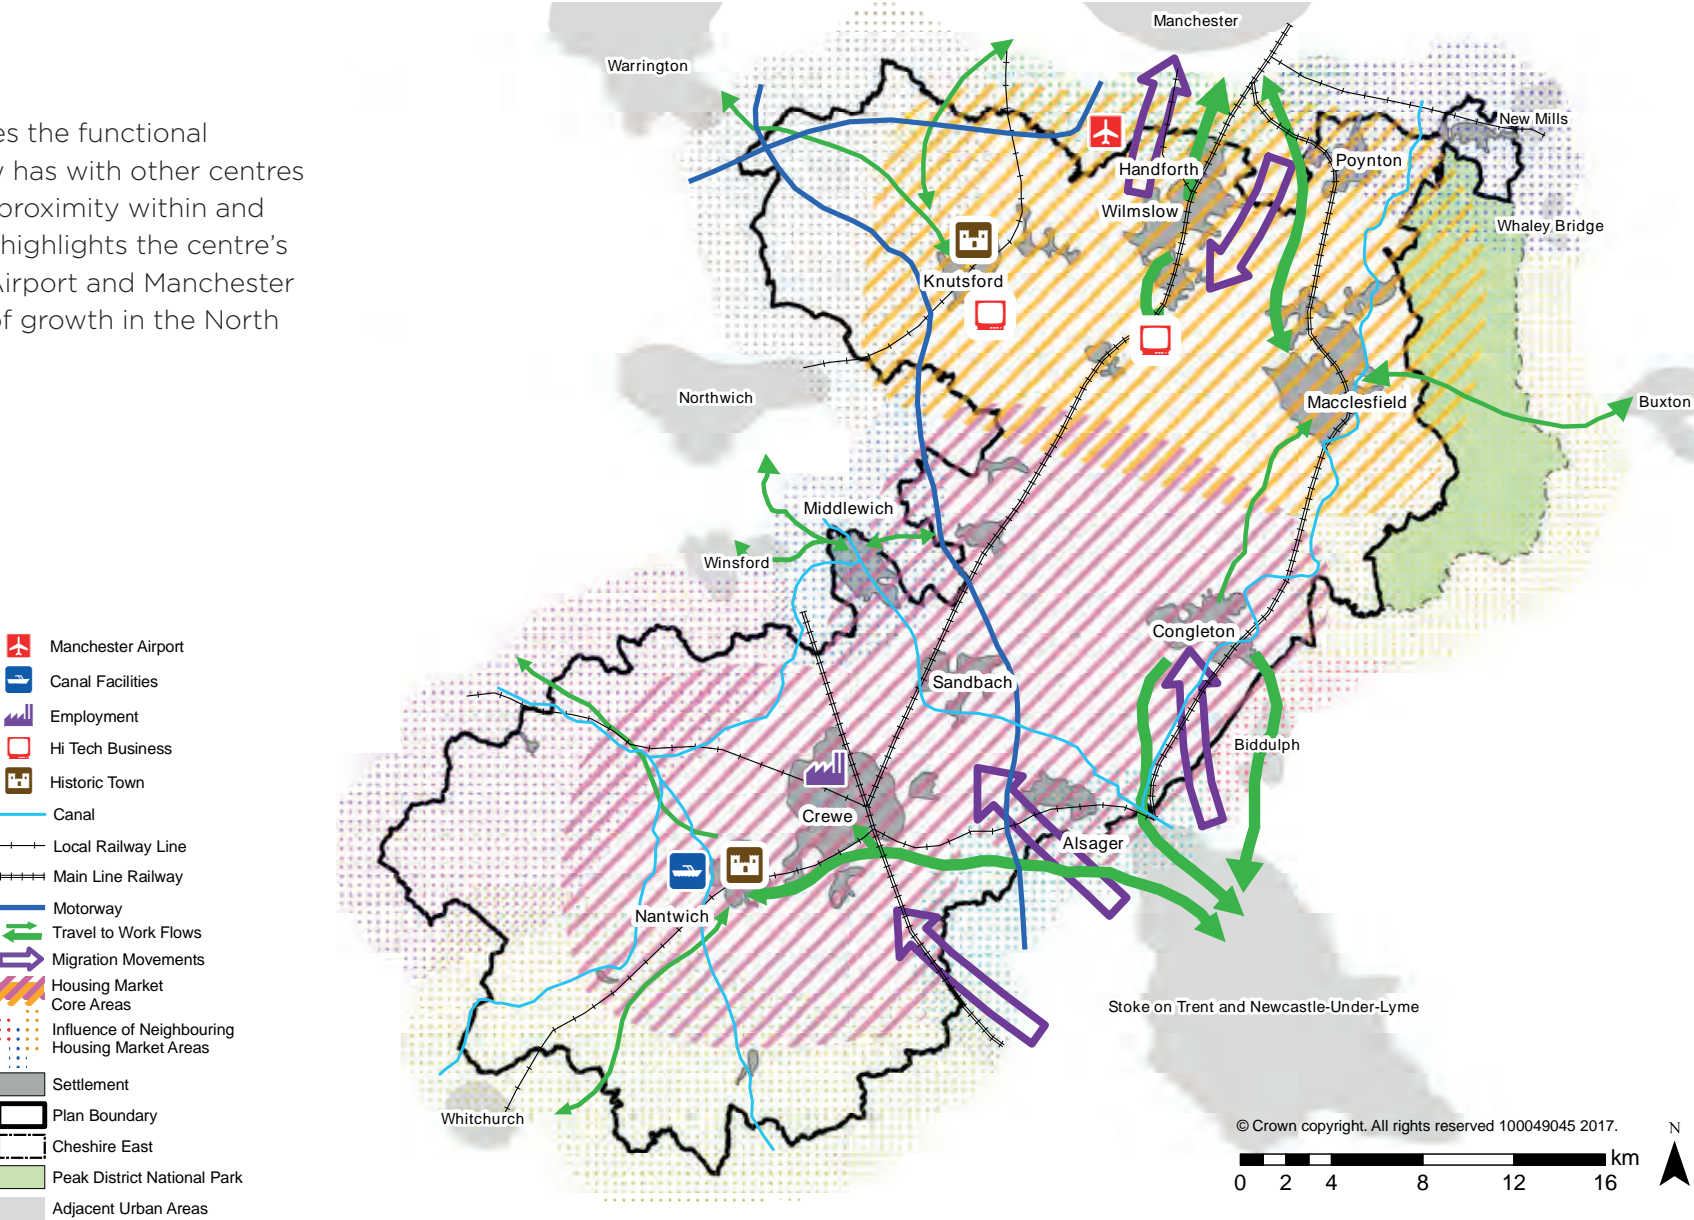 es the functional
has with other centres
proximity within and
highlights the centre's
Airport and Manchester
of growth in the North
Manchester Airport
Canal Facilities
Employment
Hi Tech Business
Historic Town
Canal
Local Railway Line
Main Line Railway
Motorway
Travel to Work Flows
Migration Movements
Housing Market
Core Areas
Influence of Neighbouring
Housing Market Areas
Settlement
Plan Boundary
Cheshire East
Peak District National Park
Adjacent Urban Areas
Manchester
Warrington
New Mills
Poynton
Handforth
Wilmslow
Whaley Bridge
Knutsford
Northwich
Macclesfield
Buxton
Middlewich
Winsford
Congleton
Sandbach
Biddulph
Crewe
Alsager
Nantwich
Stoke on Trent and Newcastle-Under-Lyme
Whitchurch
© Crown copyright. All rights reserved 100049045 2017.
N
km
0 2 4 8 12 16